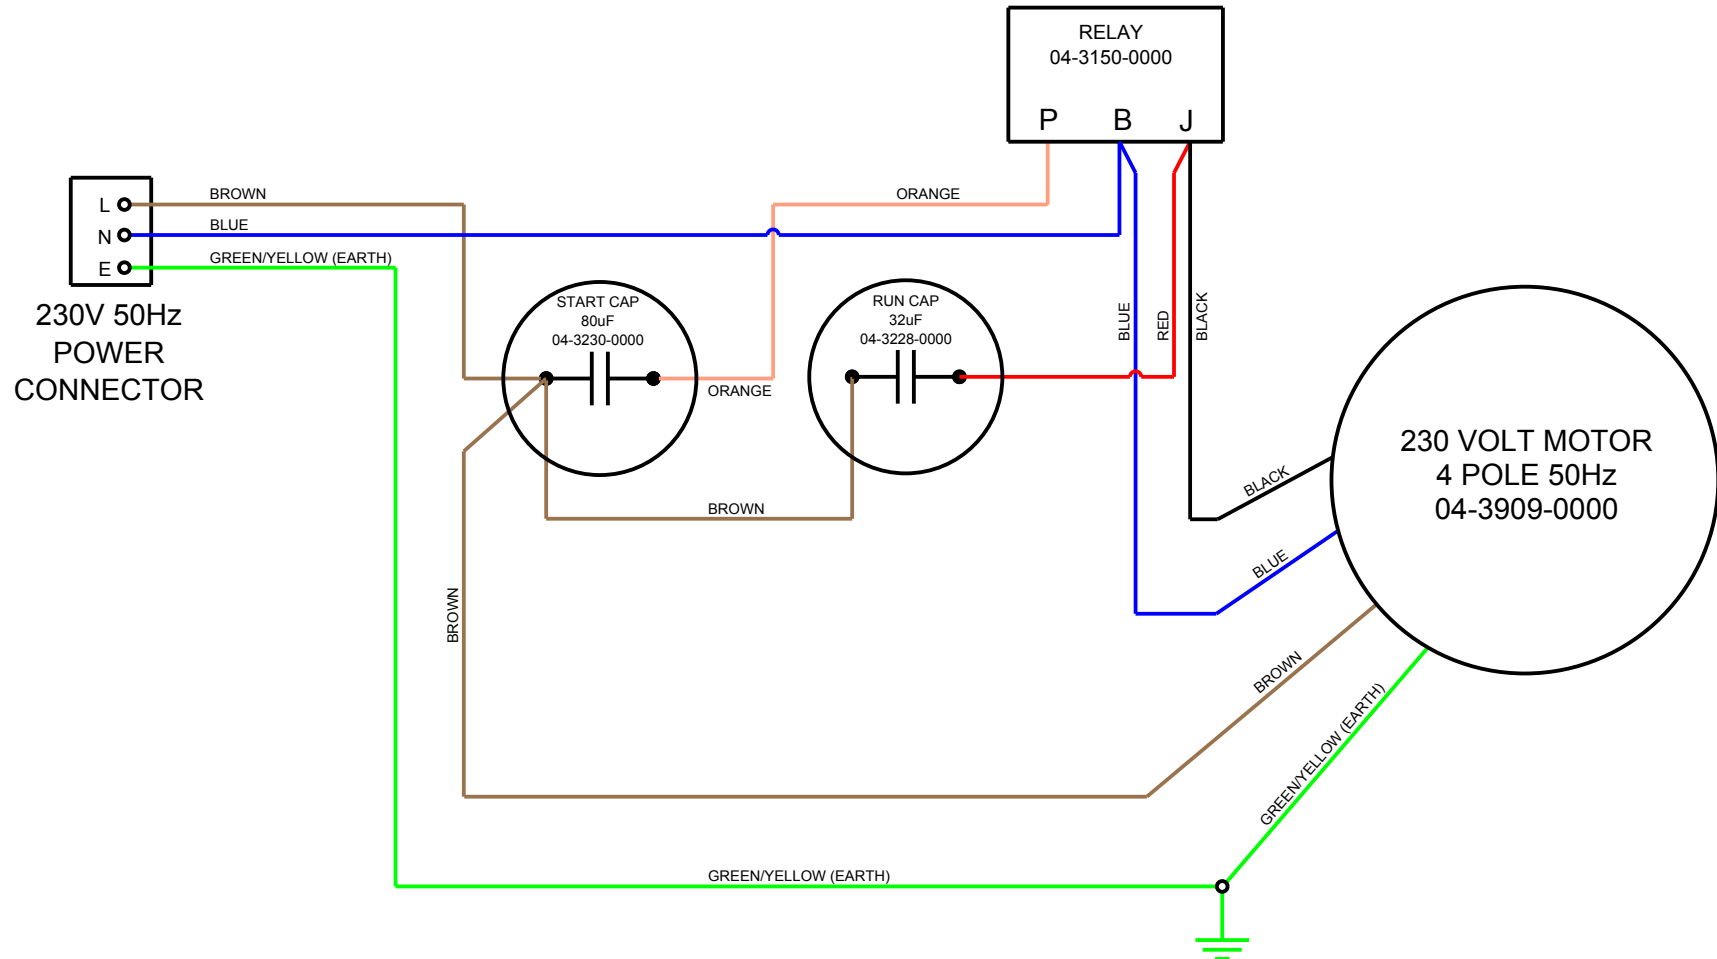 RELAY
04-3150-0000
P B J
L
N
E
BROWN
BLUE
GREEN/YELLOW (EARTH)
ORANGE
230V 50Hz
POWER
CONNECTOR
START CAP
80uF
04-3230-0000
ORANGE
RUN CAP
32uF
04-3228-0000
BLUE
RED
BLACK
230 VOLT MOTOR
4 POLE 50Hz
04-3909-0000
BLACK
BROWN
BLUE
BROWN
BROWN
GREEN/YELLOW (EARTH)
GREEN/YELLOW (EARTH)